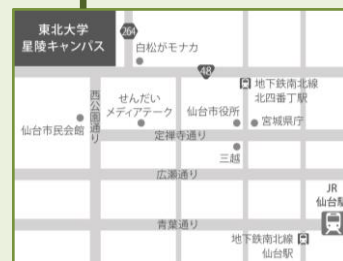 東北大学
星陵キャンパス
264
白松がモナカ
48
地下鉄南北線
北四番丁駅
西公園通り
せんだい
メディアテーク
仙台市役所
宮城県庁
仙台市民会館
定禅寺通り
三越
広瀬通り
JR
仙台駅
青葉通り
地下鉄南北線
仙台駅